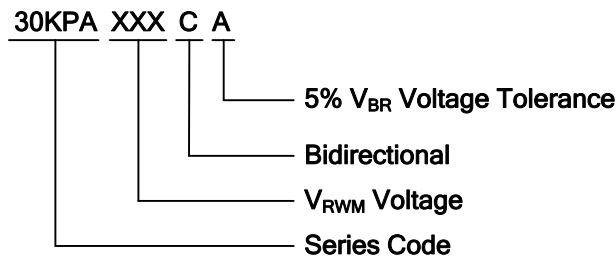 30KPA XXX C A
5% VBR Voltage Tolerance
Bidirectional
VRWM Voltage
Series Code